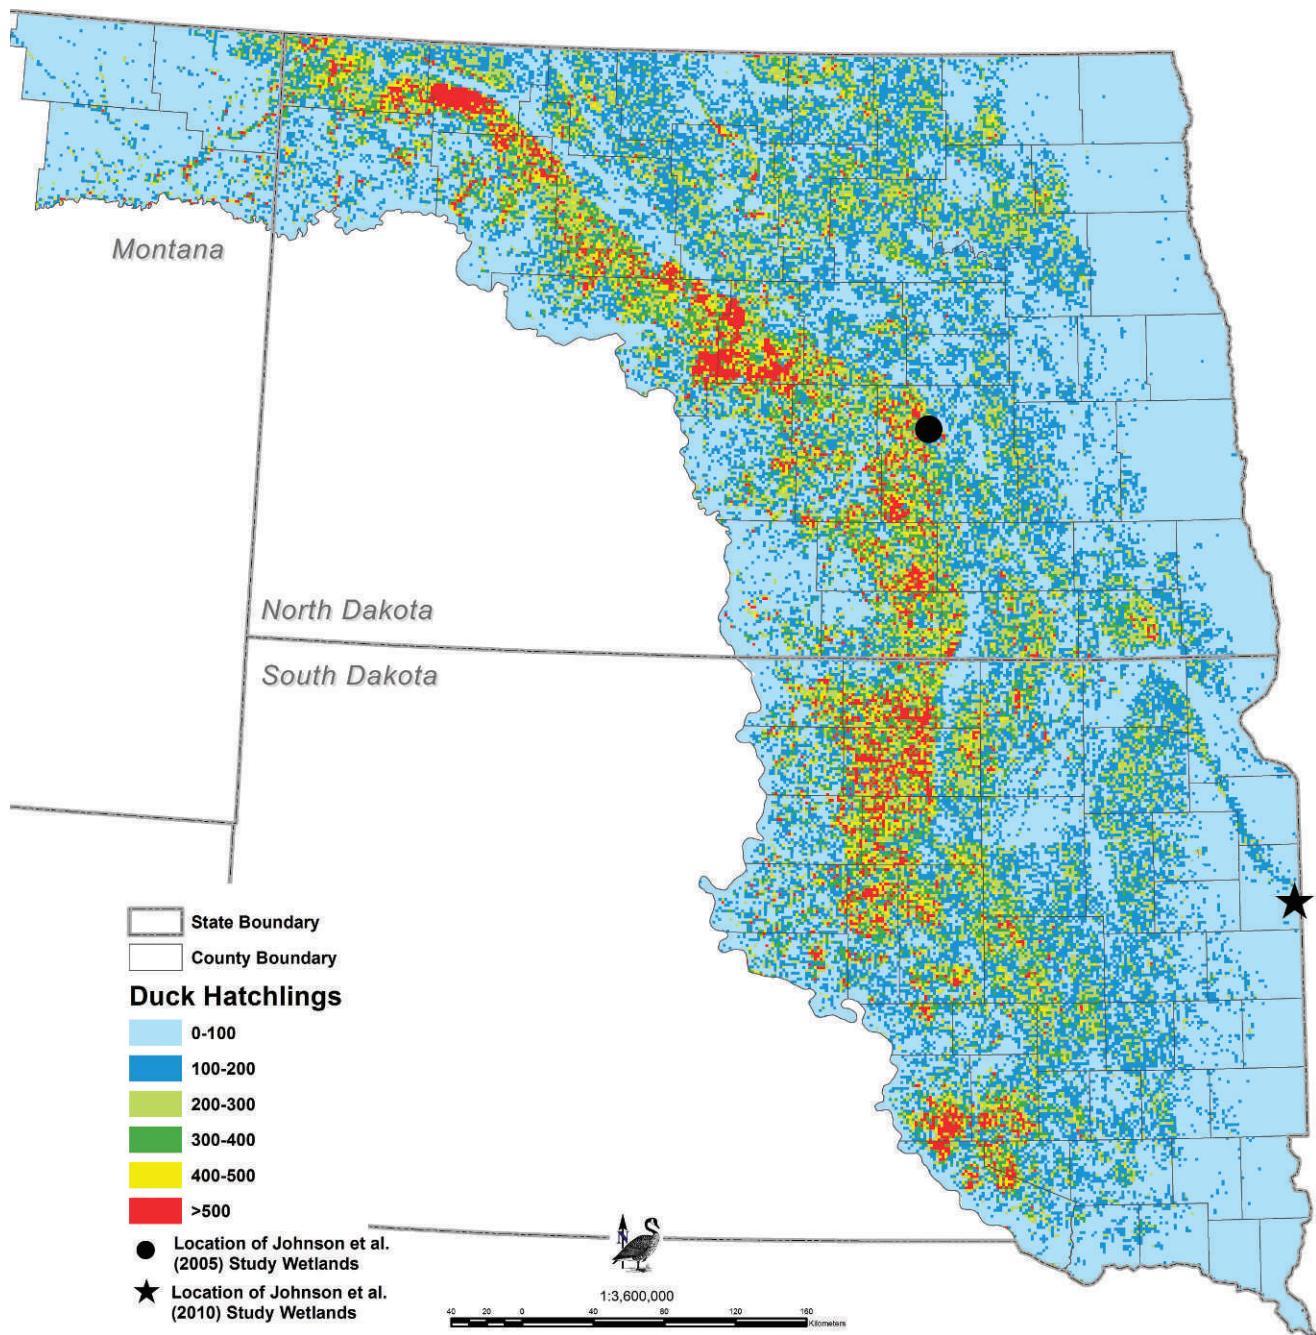 Montana
North Dakota
South Dakota
State Boundary
County Boundary
Duck Hatchlings
0-100
100-200
200-300
300-400
400-500
>500
Location of Johnson et al.
(2005) Study Wetlands
Location of Johnson et al.
(2010) Study Wetlands
N
1:3,600,000
40 20 0 40 80 120 160
Kilometers